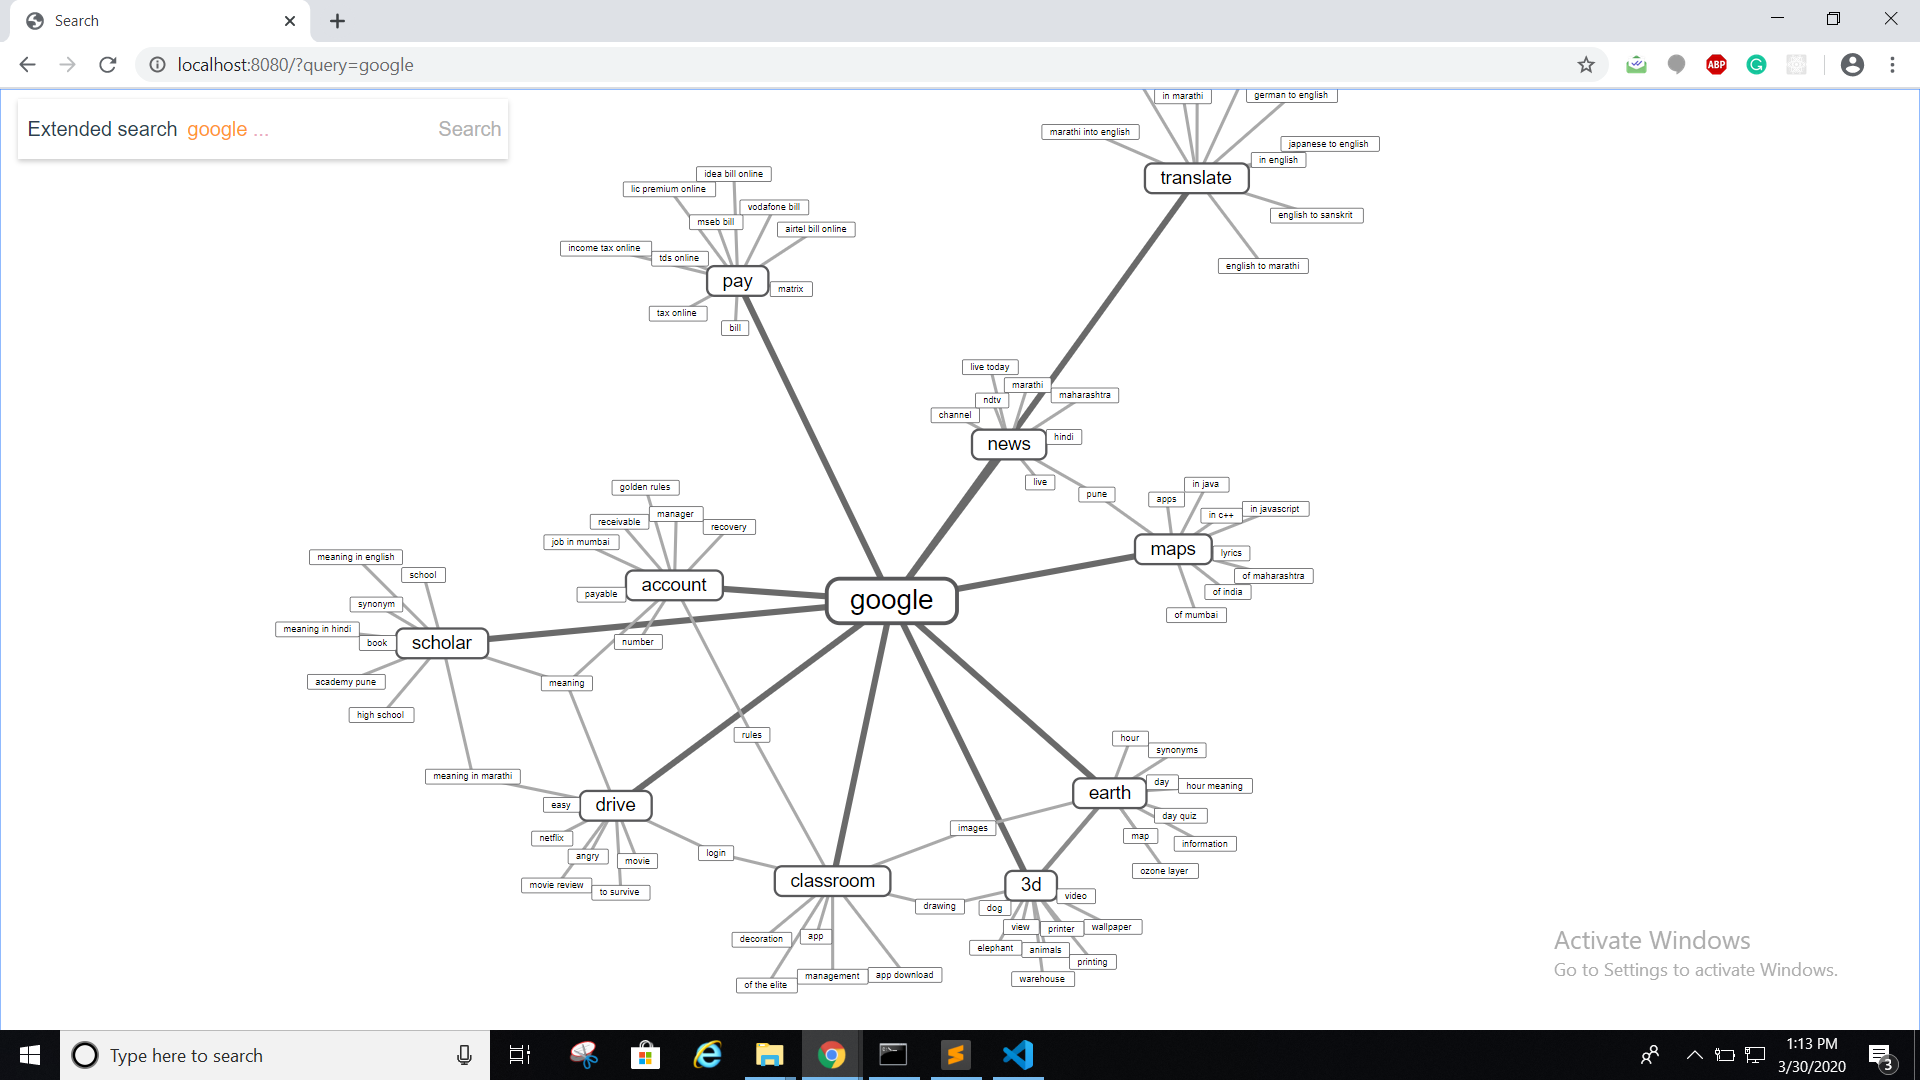 Search
localhost:8080/?query=google
ABP
Extended search google ...
Search
in marathi
german to english
marathi into english
japanese to english
in english
translate
english to sanskrit
english to marathi
idea bill online
lic premium online
vodafone bill
mseb bill
airtel bill online
income tax online
tds online
pay
matrix
tax online
bill
live today
marathi
maharashtra
ndtv
channel
hindi
news
live
pune
in java
apps
in javascript
in c++
maps
lyrics
of maharashtra
of india
of mumbai
golden rules
manager
receivable
recovery
job in mumbai
account
payable
number
google
meaning in english
school
synonym
meaning in hindi
book
scholar
academy pune
high school
meaning
rules
meaning in marathi
easy
drive
netflix
angry
movie
movie review
to survive
login
classroom
images
drawing
decoration
app
of the elite
management
app download
hour
synonyms
day
hour meaning
earth
day quiz
map
information
ozone layer
3d
video
dog
view
printer
wallpaper
elephant
animals
printing
warehouse
Activate Windows
Go to Settings to activate Windows.
Type here to search
1:13 PM
3/30/2020
3